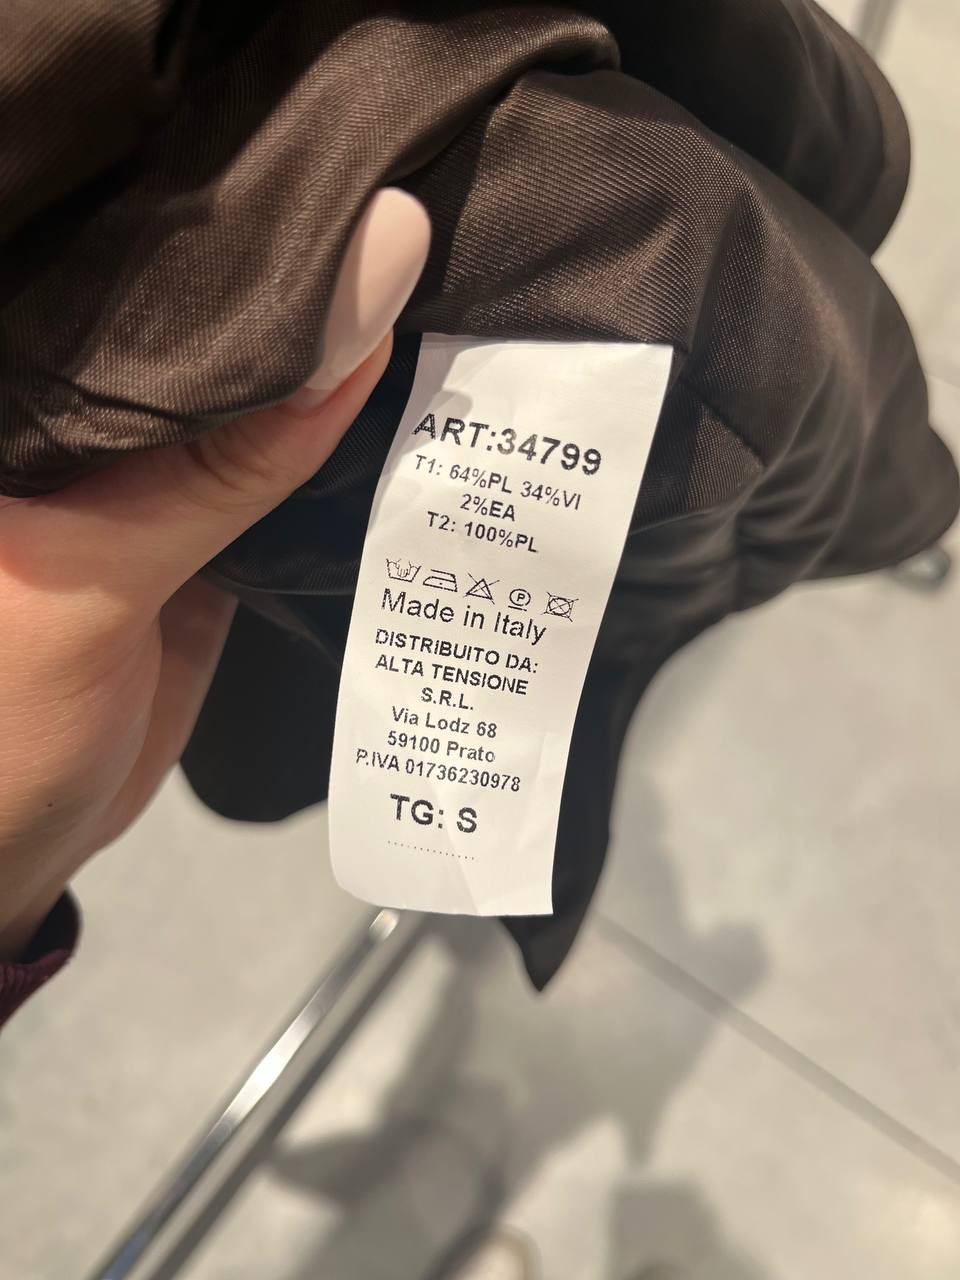 ART:34799
T1: 64%PL 34%VI
2%EA
T2: 100%PL
P
Made in Italy
DISTRIBUITO DA:
ALTA TENSIONE
S.R.L.
Via Lodz 68
59100 Prato
P.IVA 01736230978
TG: S
..............